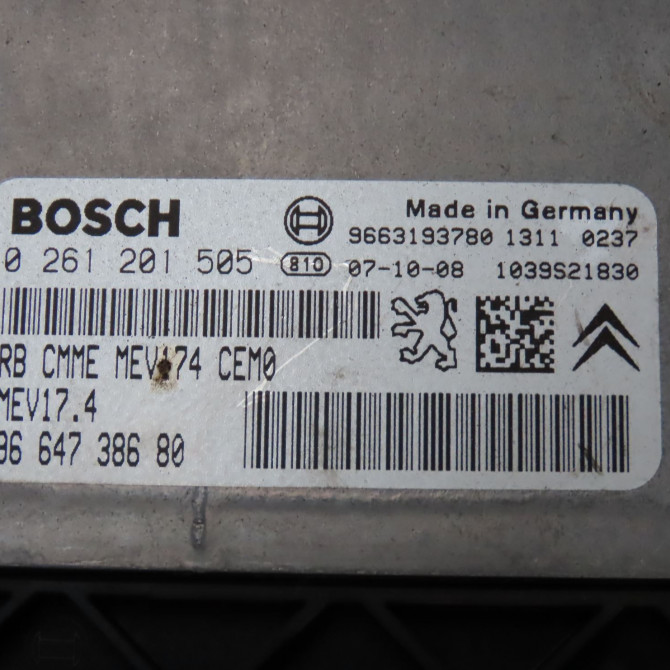 BOSCH
Made in Germany
9663193780 1311 0237
0 261 201 505 810 07-10-08 1039S21830
RB CMME MEV174 CEM0
MEV17.4
96 647 386 80